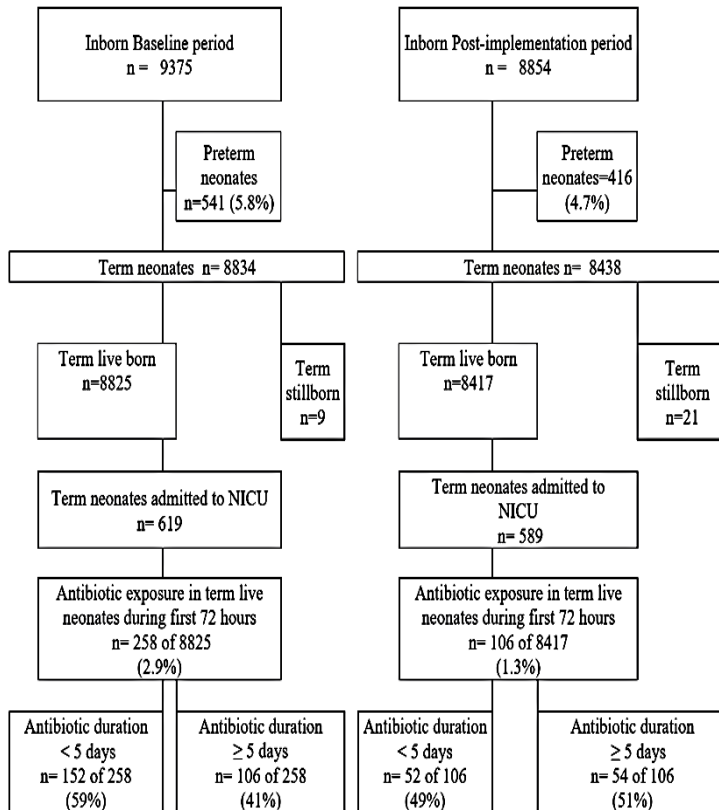 Inborn Baseline period
n = 9375
Preterm
neonates
n=541 (5.8%)
Term neonates n= 8834
Term live born
n=8825
Term
stillborn
n=9
Term neonates admitted to NICU
n= 619
Antibiotic exposure in term live
neonates during first 72 hours
n= 258 of 8825
(2.9%)
Antibiotic duration
< 5 days
n= 152 of 258
(59%)
Antibiotic duration
≥ 5 days
n= 106 of 258
(41%)
Inborn Post-implementation period
n = 8854
Preterm
neonates=416
(4.7%)
Term neonates n= 8438
Term live born
n=8417
Term
stillborn
n=21
Term neonates admitted to
NICU
n= 589
Antibiotic exposure in term live
neonates during first 72 hours
n= 106 of 8417
(1.3%)
Antibiotic duration
< 5 days
n= 52 of 106
(49%)
Antibiotic duration
≥ 5 days
n= 54 of 106
(51%)